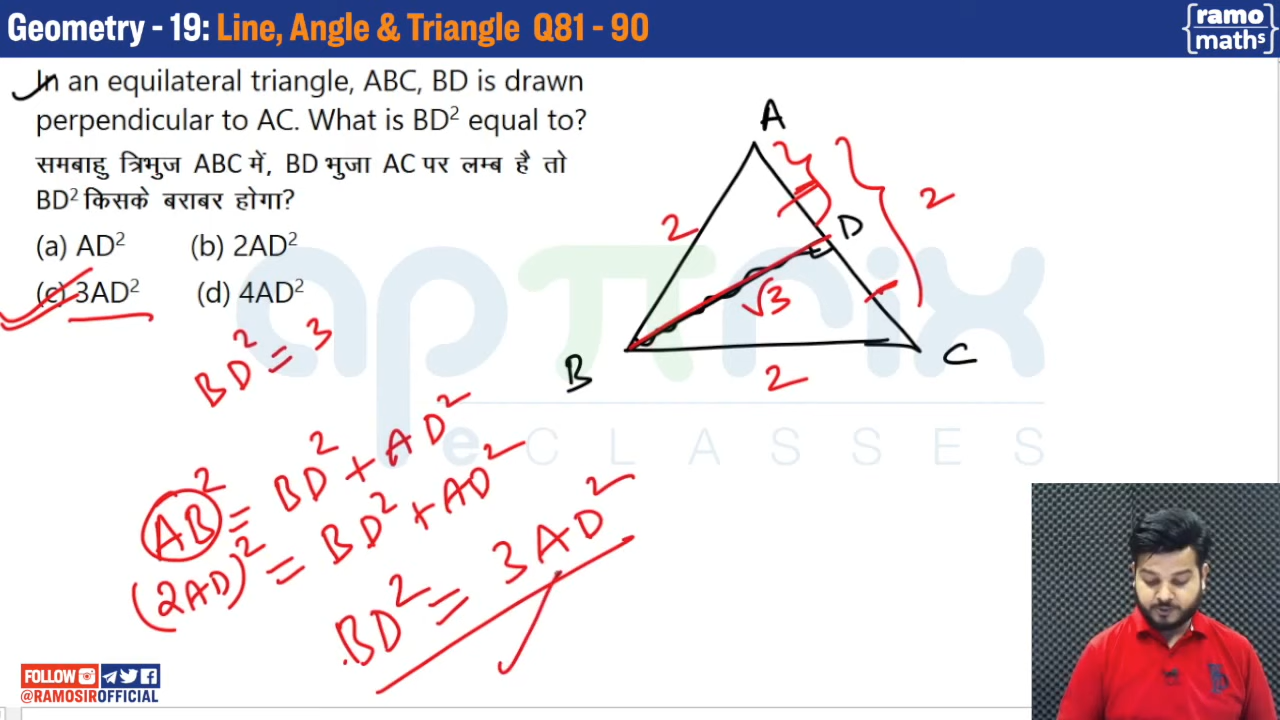 Geometry - 19: Line, Angle & Triangle Q81 - 90
ramo
maths
In an equilateral triangle, ABC, BD is drawn
perpendicular to AC. What is BD² equal to?
समबाहु त्रिभुज ABC में, BD भुजा AC पर लम्ब है तो
BD² किसके बराबर होगा?
(a) AD² (b) 2AD²
(c) 3AD² (d) 4AD²
A
D
2
2
√3
B
C
2
BD² = 3
AB² = BD² + AD²
(2AD)² = BD² + AD²
BD² = 3AD²
apπrix
eCLASSES
FOLLOW
@RAMOSIROFFICIAL